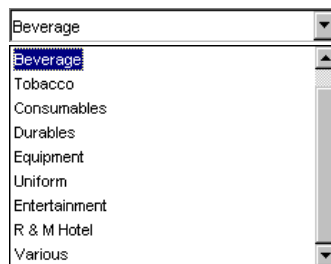 Beverage
Beverage
Tobacco
Consumables
Durables
Equipment
Uniform
Entertainment
R & M Hotel
Various